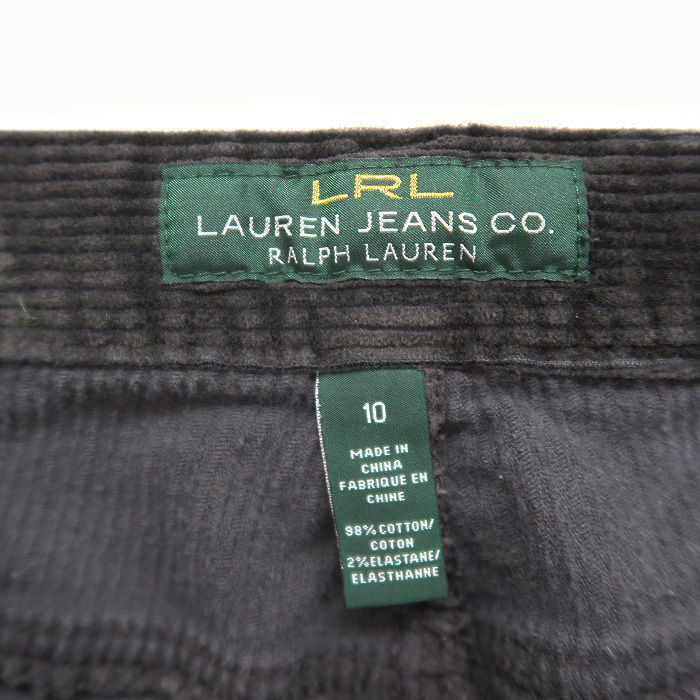 LRL
LAUREN JEANS CO.
RALPH LAUREN
10
MADE IN
CHINA
FABRIQUE EN
CHINE
98% COTTON/
COTON
2% ELASTANE/
ELASTHANNE